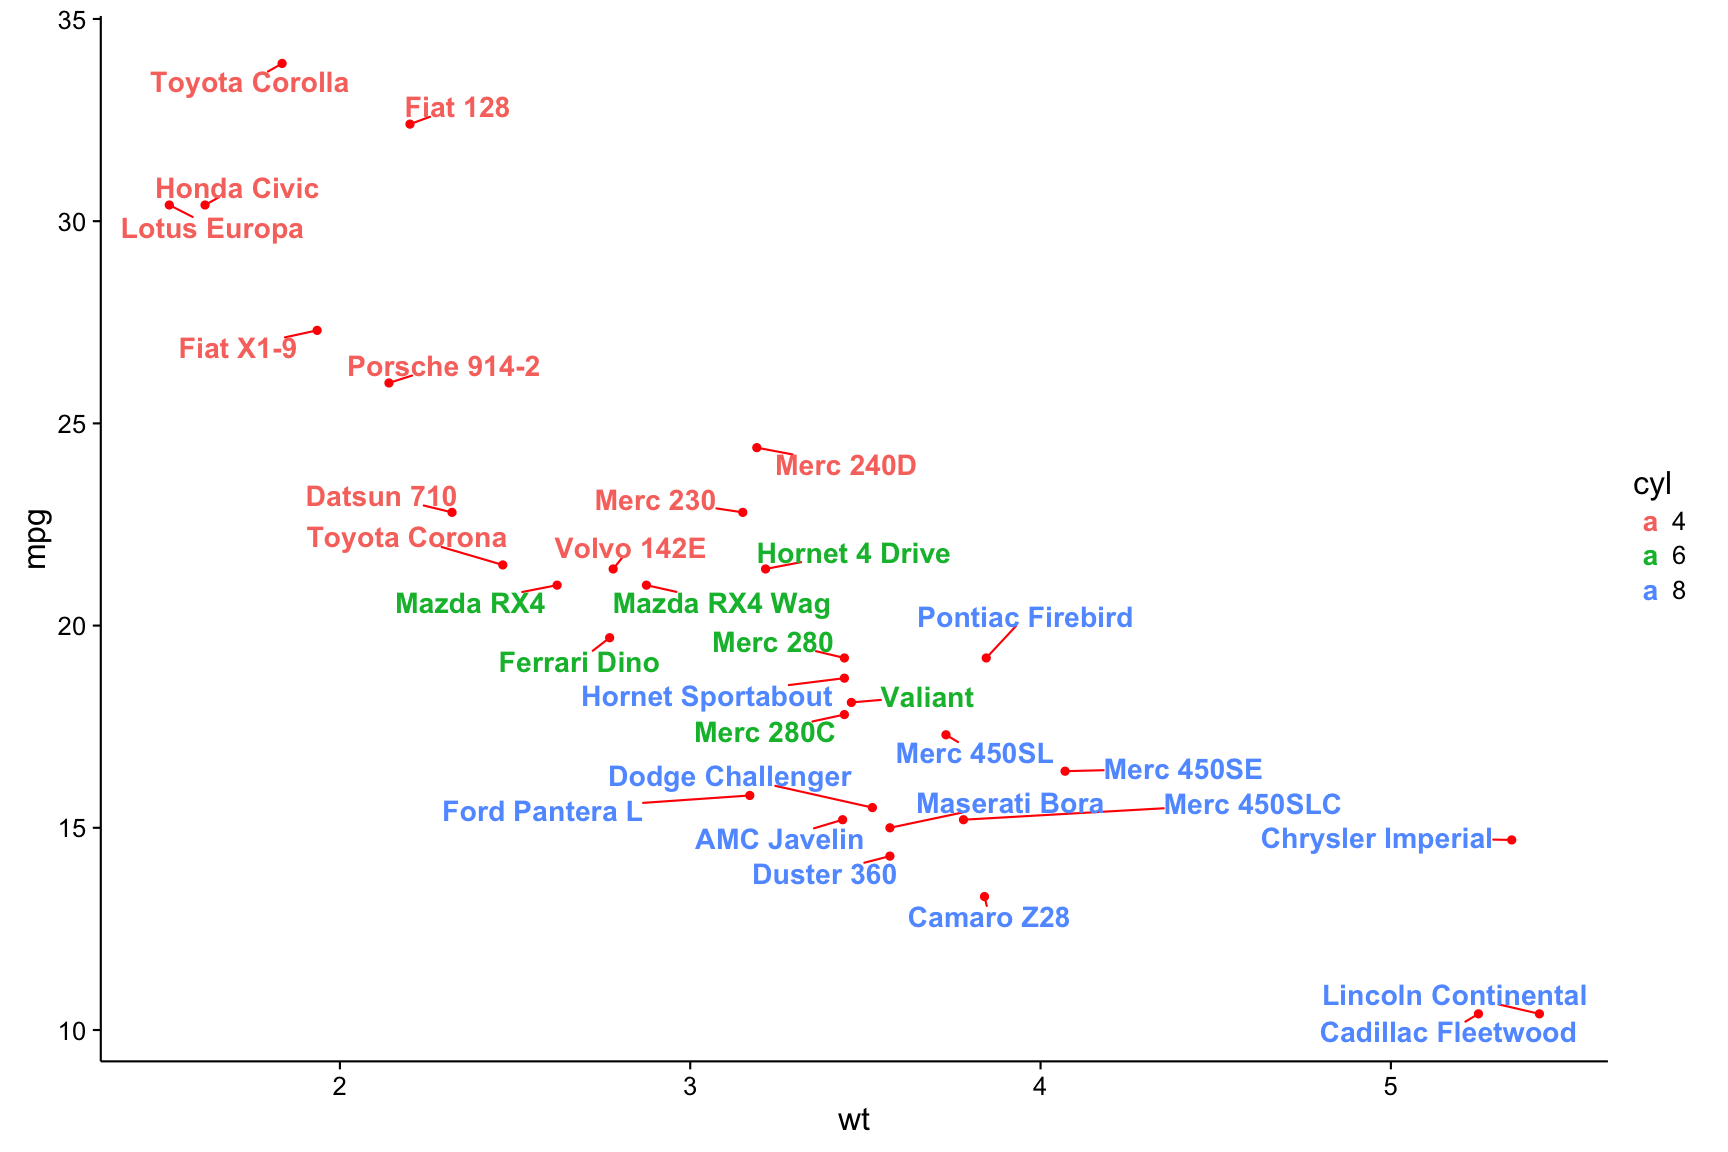 35
Toyota Corolla
Fiat 128
Honda Civic
30
Lotus Europa
Fiat X1-9
Porsche 914-2
25
Merc 240D
Datsun 710
Merc 230
Toyota Corona
Volvo 142E
Hornet 4 Drive
Mazda RX4
Mazda RX4 Wag
20
Pontiac Firebird
Merc 280
Ferrari Dino
Hornet Sportabout
Valiant
Merc 280C
Merc 450SL
Merc 450SE
Dodge Challenger
Maserati Bora
Merc 450SLC
Ford Pantera L
15
AMC Javelin
Chrysler Imperial
Duster 360
Camaro Z28
Lincoln Continental
10
Cadillac Fleetwood
2
3
4
5
wt
mpg
cyl
a 4
a 6
a 8